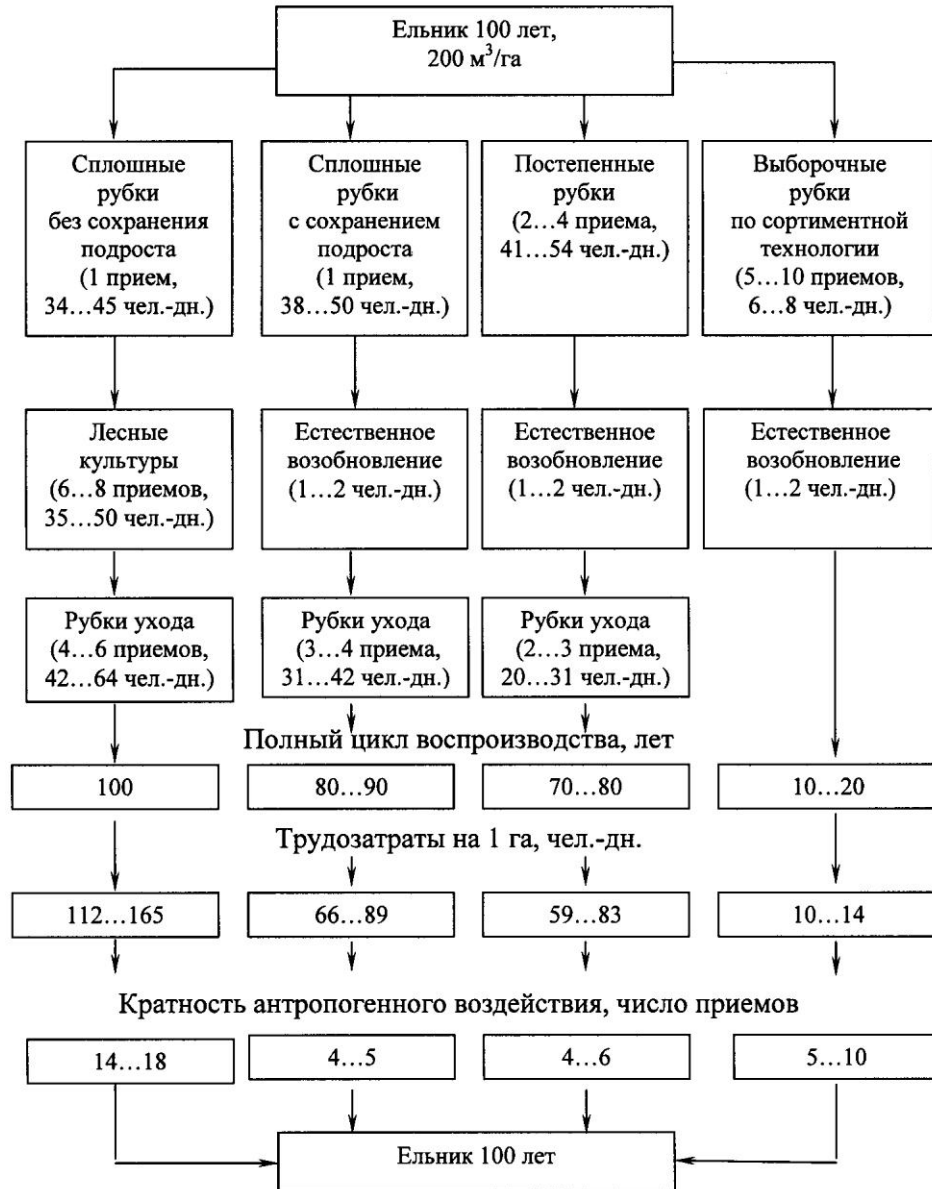 Ельник 100 лет,
200 м³/га
Сплошные
рубки
без сохранения
подроста
(1 прием,
34…45 чел.-дн.)
Сплошные
рубки
с сохранением
подроста
(1 прием,
38…50 чел.-дн.)
Постепенные
рубки
(2…4 приема,
41…54 чел.-дн.)
Выборочные
рубки
по сортиментной
технологии
(5…10 приемов,
6…8 чел.-дн.)
Лесные
культуры
(6…8 приемов,
35…50 чел.-дн.)
Естественное
возобновление
(1…2 чел.-дн.)
Естественное
возобновление
(1…2 чел.-дн.)
Естественное
возобновление
(1…2 чел.-дн.)
Рубки ухода
(4…6 приемов,
42…64 чел.-дн.)
Рубки ухода
(3…4 приема,
31…42 чел.-дн.)
Рубки ухода
(2…3 приема,
20…31 чел.-дн.)
Полный цикл воспроизводства, лет
100
80…90
70…80
10…20
Трудозатраты на 1 га, чел.-дн.
112…165
66…89
59…83
10…14
Кратность антропогенного воздействия, число приемов
14…18
4…5
4…6
5…10
Ельник 100 лет